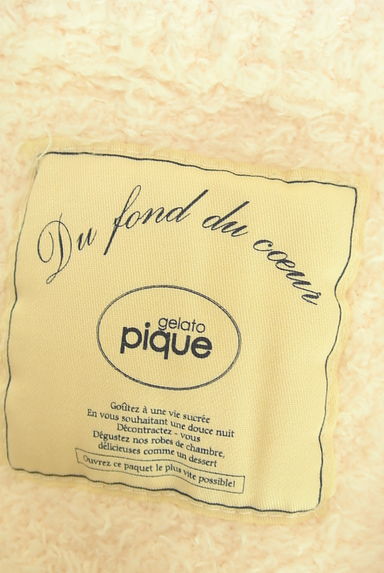 Du fond du cœur
gelato
pique
Goûtez à une vie sucrée
En vous souhaitant une douce nuit
Décontractez - vous
Dégustez nos robes de chambre,
délicieuses comme un dessert
Ouvrez ce paquet le plus vite possible!